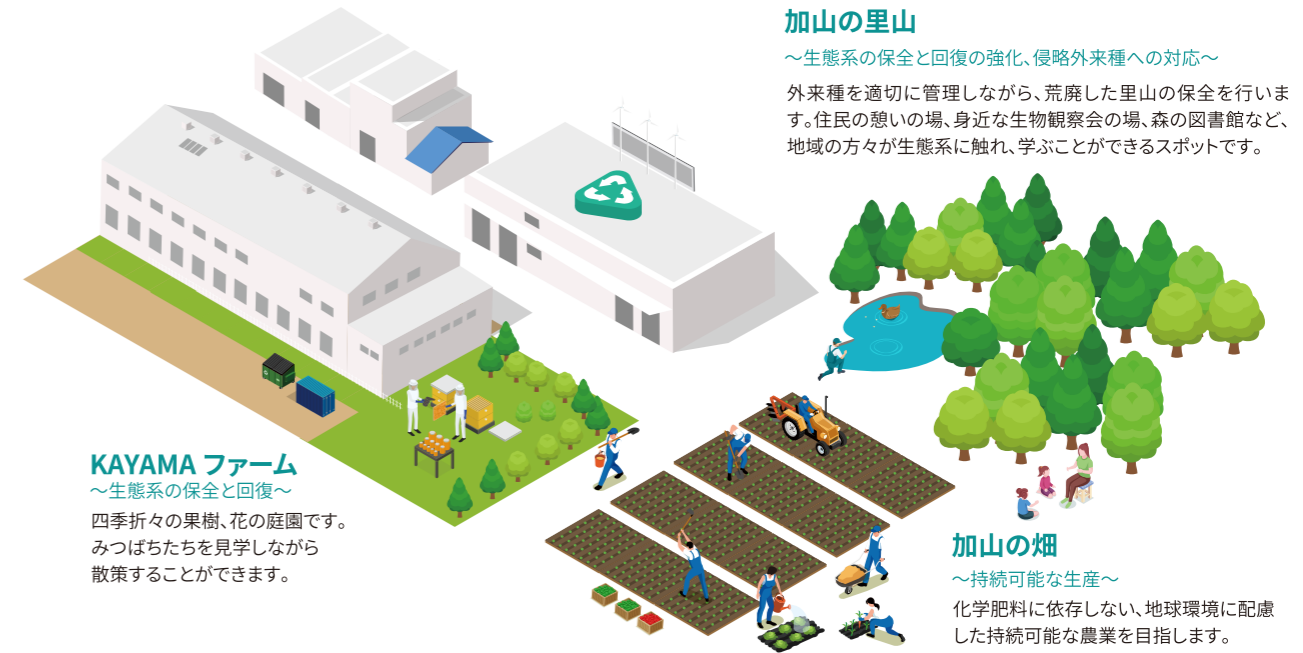 加山の里山
〜生態系の保全と回復の強化、侵略外来種への対応〜
外来種を適切に管理しながら、荒廃した里山の保全を行いま
す。住民の憩いの場、身近な生物観察会の場、森の図書館など、
地域の方々が生態系に触れ、学ぶことができるスポットです。
KAYAMA ファーム
〜生態系の保全と回復〜
四季折々の果樹、花の庭園です。
みつばちたちを見学しながら
散策することができます。
加山の畑
〜持続可能な生産〜
化学肥料に依存しない、地球環境に配慮
した持続可能な農業を目指します。